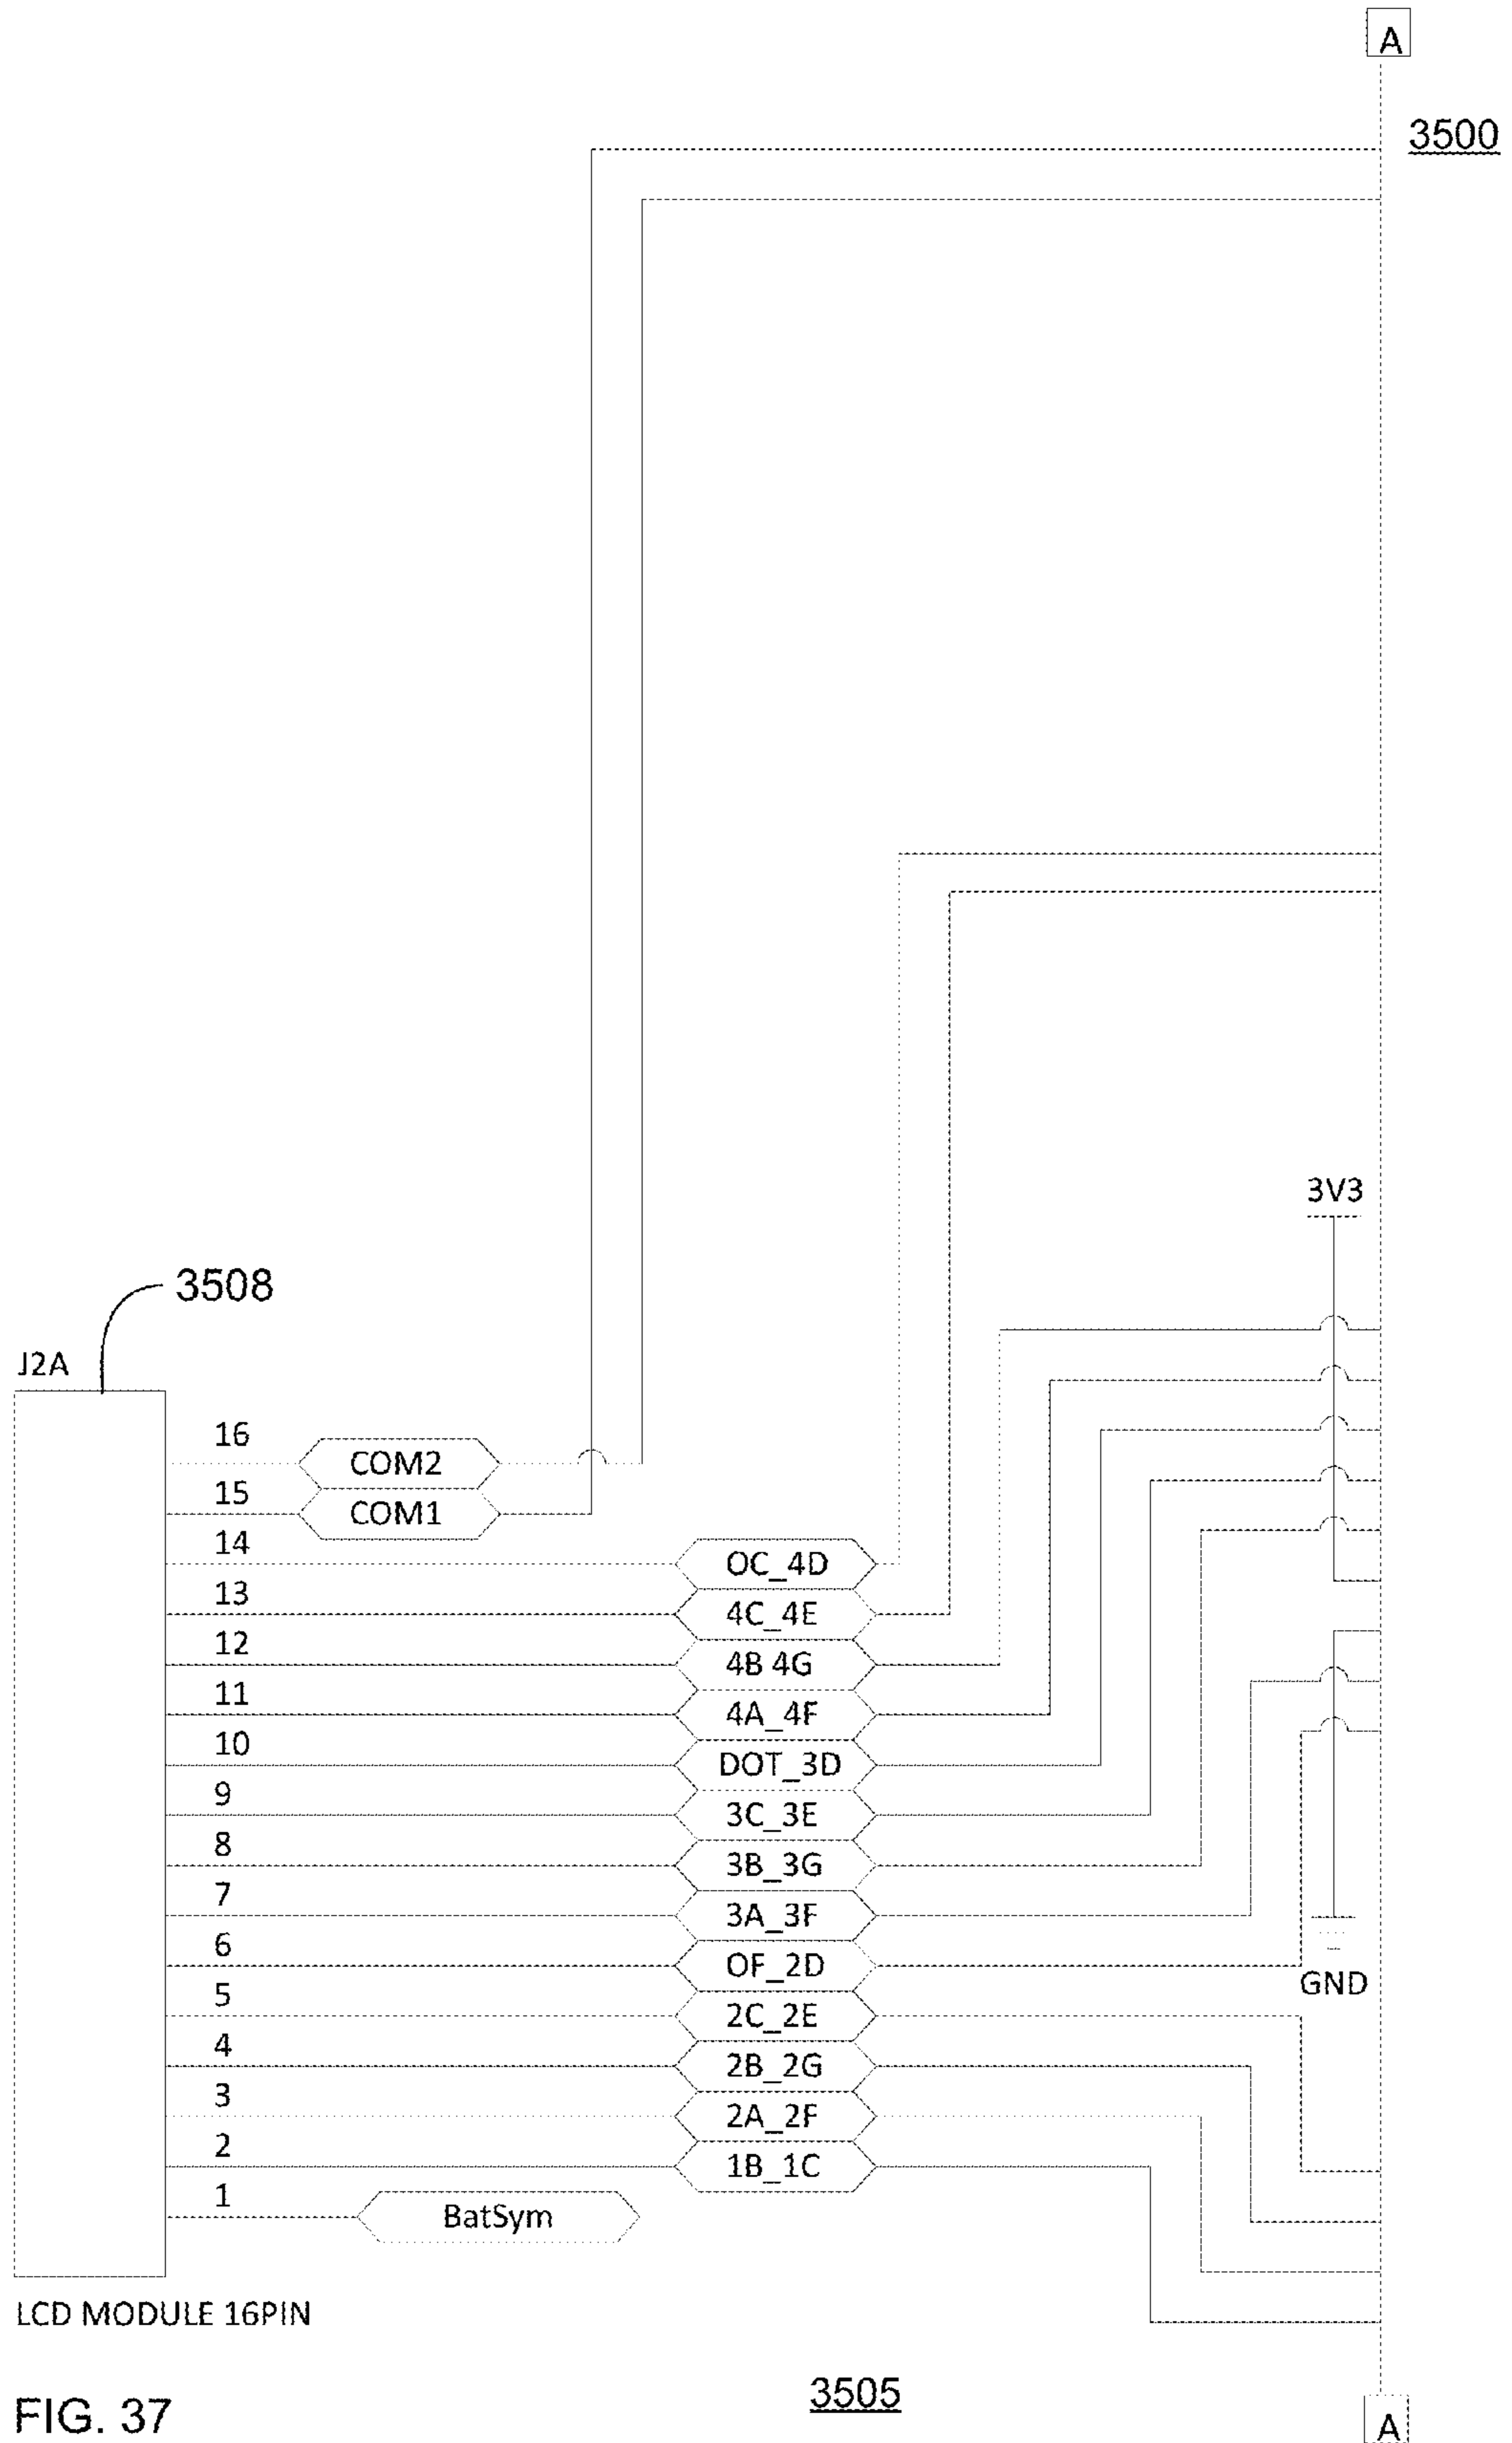 A
3500
3V3
3508
J2A
16
COM2
15
COM1
14
OC_4D
13
4C_4E
12
4B 4G
11
4A_4F
10
DOT_3D
9
3C_3E
8
3B_3G
7
3A_3F
6
OF_2D
GND
5
2C_2E
4
2B_2G
3
2A_2F
2
1B_1C
1
BatSym
LCD MODULE 16PIN
3505
FIG. 37
A